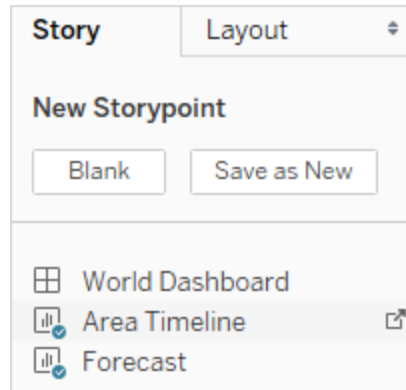 Story Layout
New Storypoint
Blank Save as New
World Dashboard
Area Timeline
Forecast